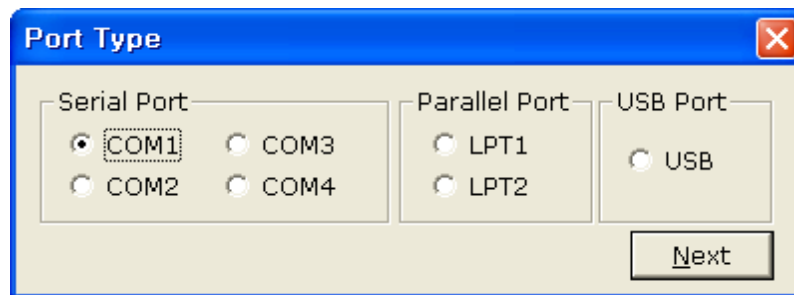 Port Type
Serial Port
COM1 COM3
COM2 COM4
Parallel Port
LPT1
LPT2
USB Port
USB
Next